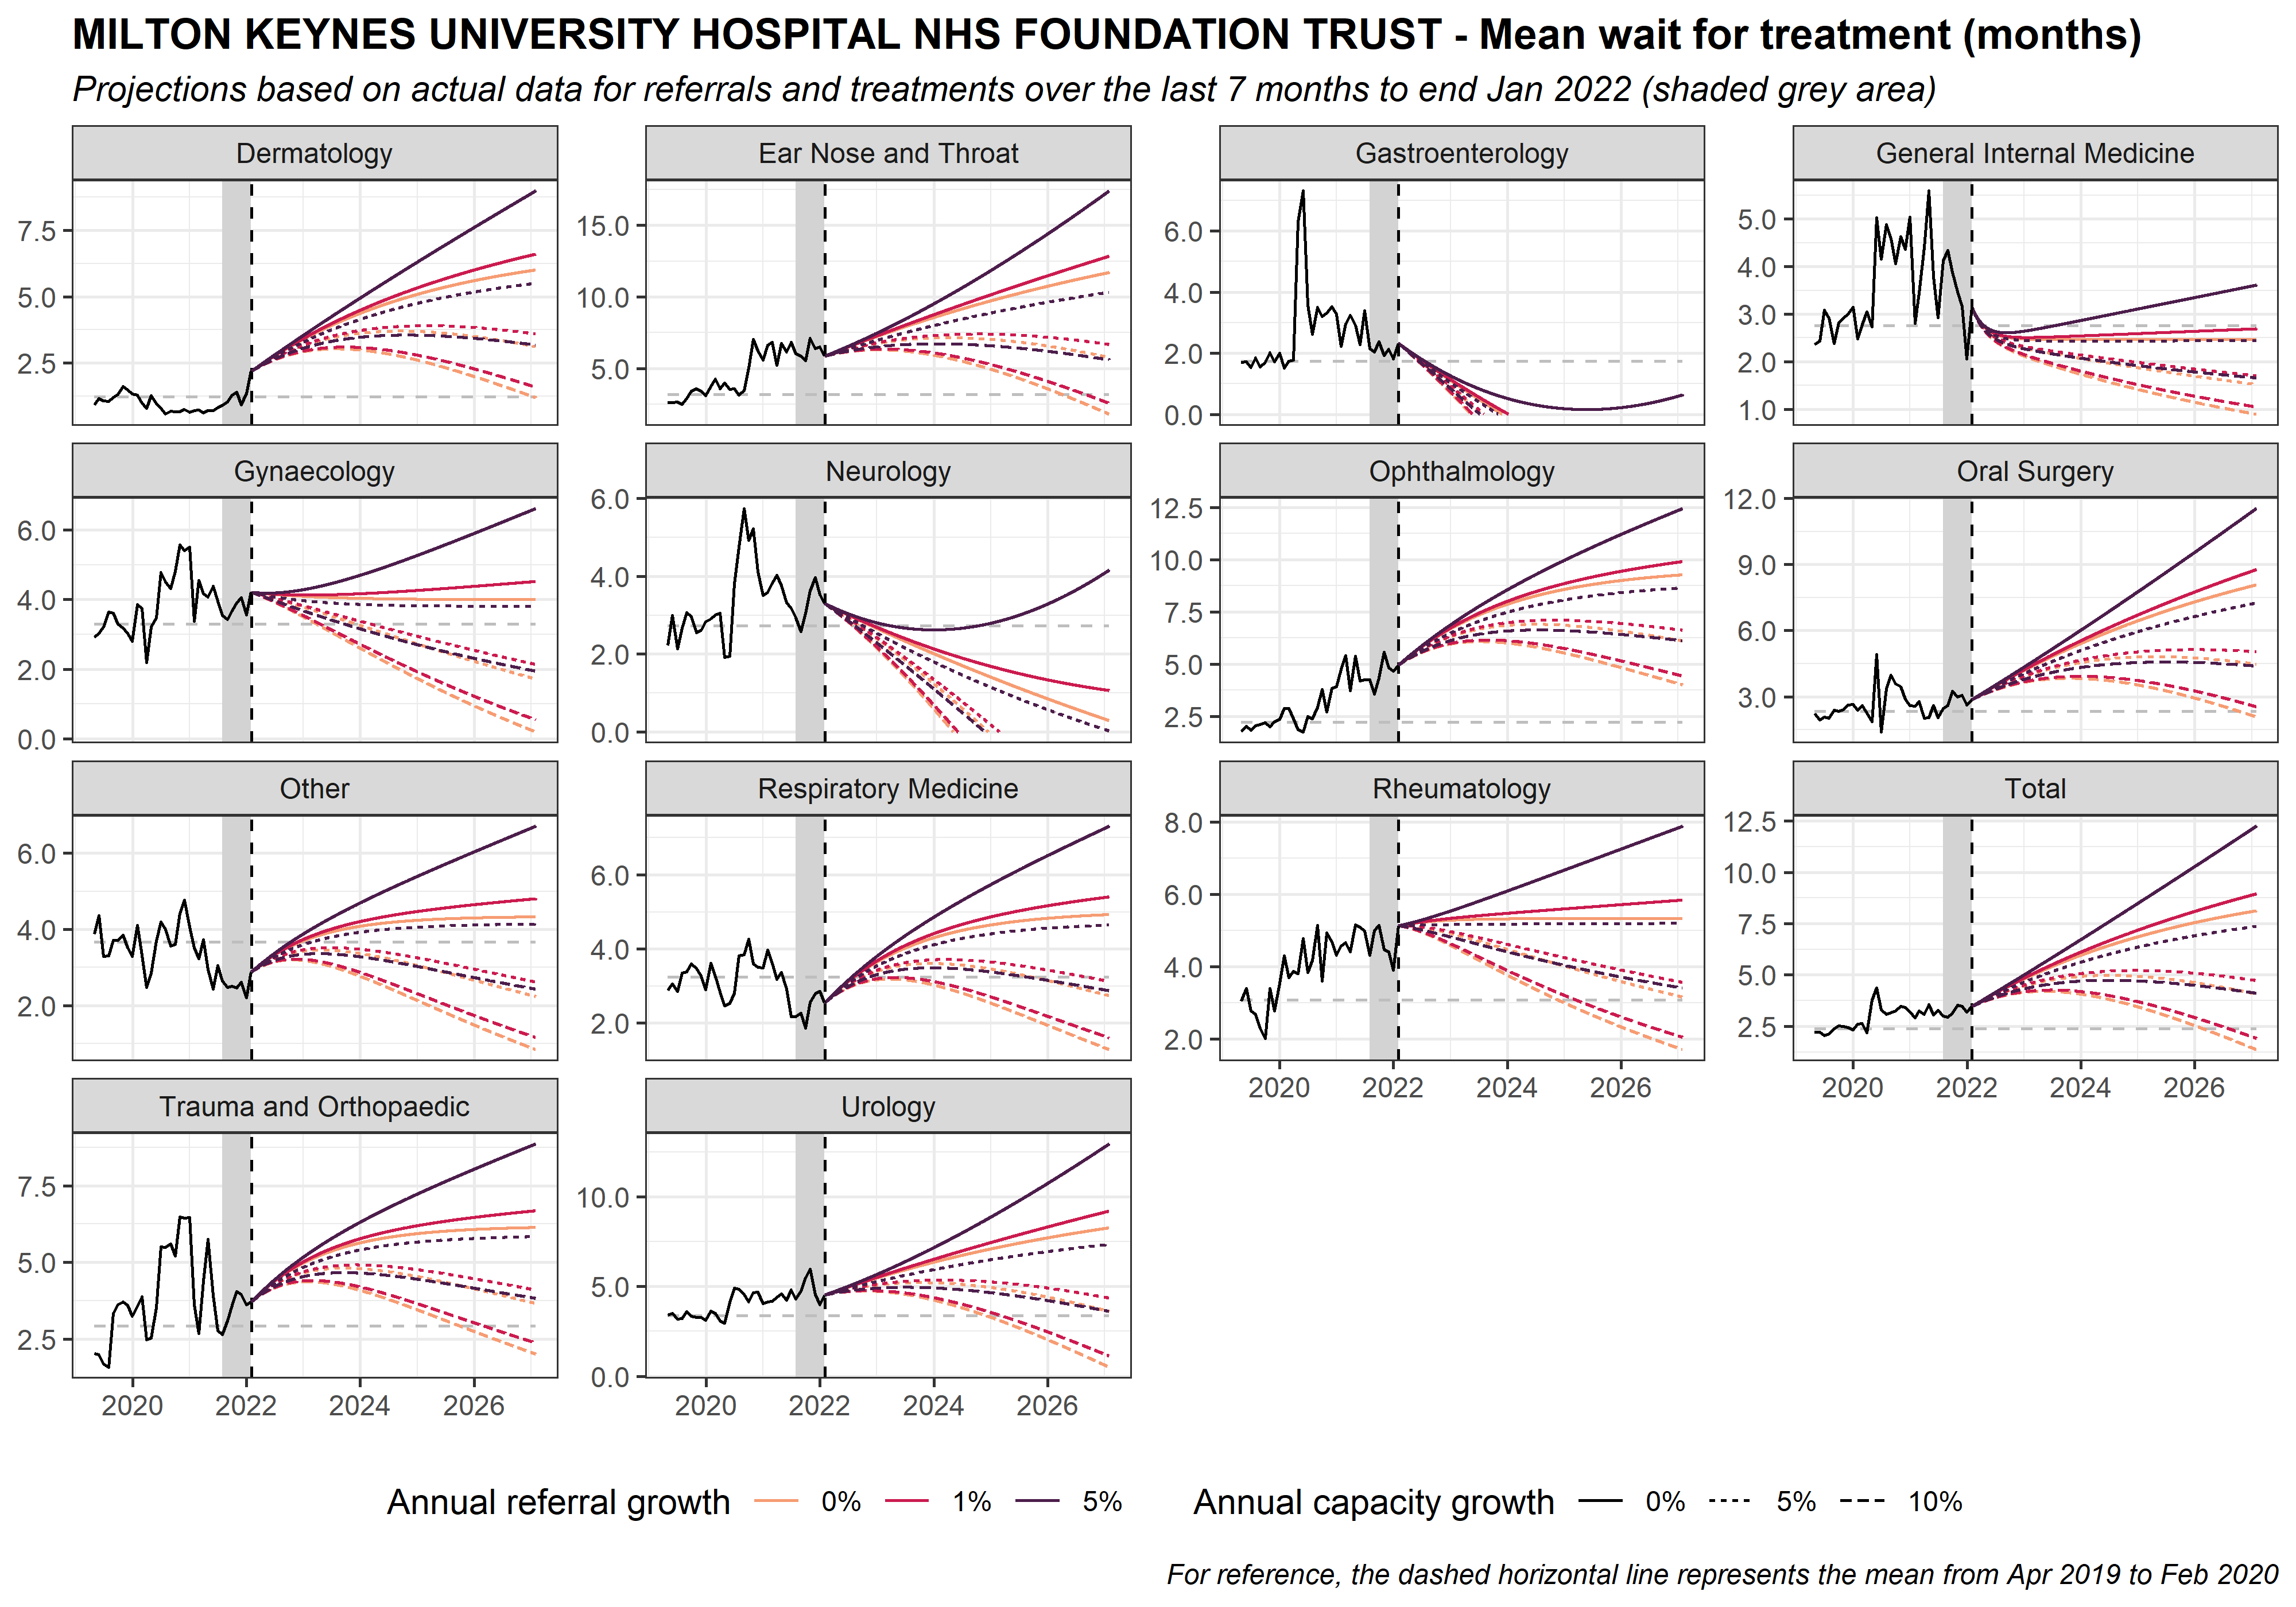 MILTON KEYNES UNIVERSITY HOSPITAL NHS FOUNDATION TRUST - Mean wait for treatment (months)
Projections based on actual data for referrals and treatments over the last 7 months to end Jan 2022 (shaded grey area)
Dermatology
7.5
5.0
2.5
Ear Nose and Throat
15.0
10.0
5.0
Gastroenterology
6.0
4.0
2.0
0.0
General Internal Medicine
5.0
4.0
3.0
2.0
1.0
Gynaecology
6.0
4.0
2.0
0.0
Neurology
6.0
4.0
2.0
0.0
Ophthalmology
12.5
10.0
7.5
5.0
2.5
Oral Surgery
12.0
9.0
6.0
3.0
Other
6.0
4.0
2.0
Respiratory Medicine
6.0
4.0
2.0
Rheumatology
8.0
6.0
4.0
2.0
2020 2022 2024 2026
Total
12.5
10.0
7.5
5.0
2.5
2020 2022 2024 2026
Trauma and Orthopaedic
7.5
5.0
2.5
2020 2022 2024 2026
Urology
10.0
5.0
0.0
2020 2022 2024 2026
Annual referral growth 0% 1% 5%
Annual capacity growth 0% 5% 10%
For reference, the dashed horizontal line represents the mean from Apr 2019 to Feb 2020